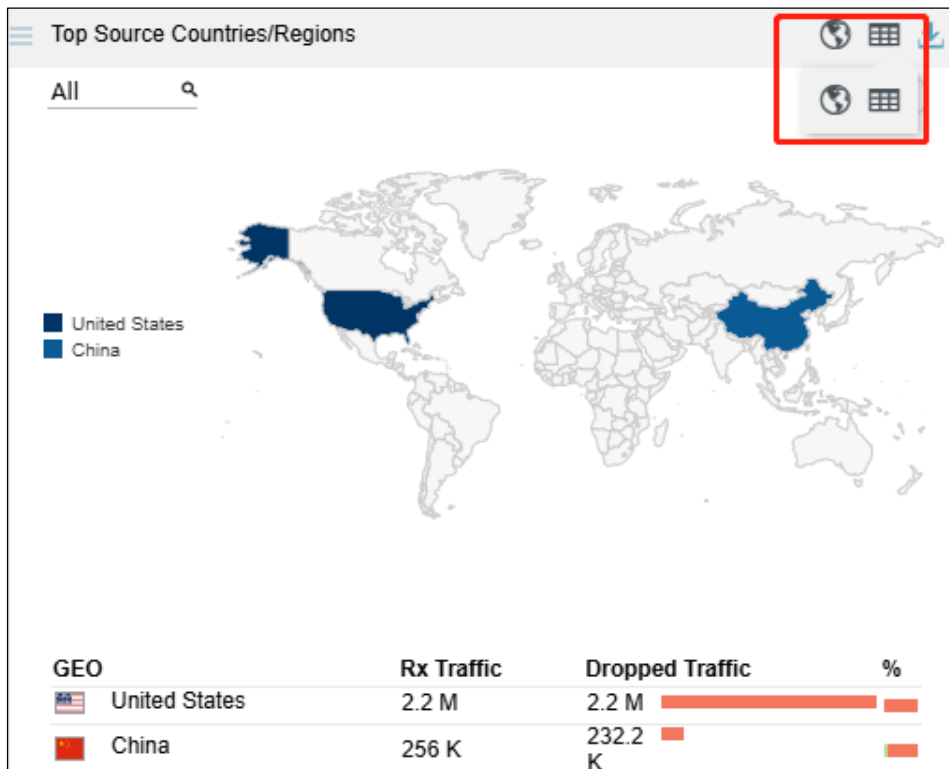 Top Source Countries/Regions
All
United States
China
GEO Rx Traffic Dropped Traffic %
United States 2.2 M 2.2 M
China 256 K 232.2
K